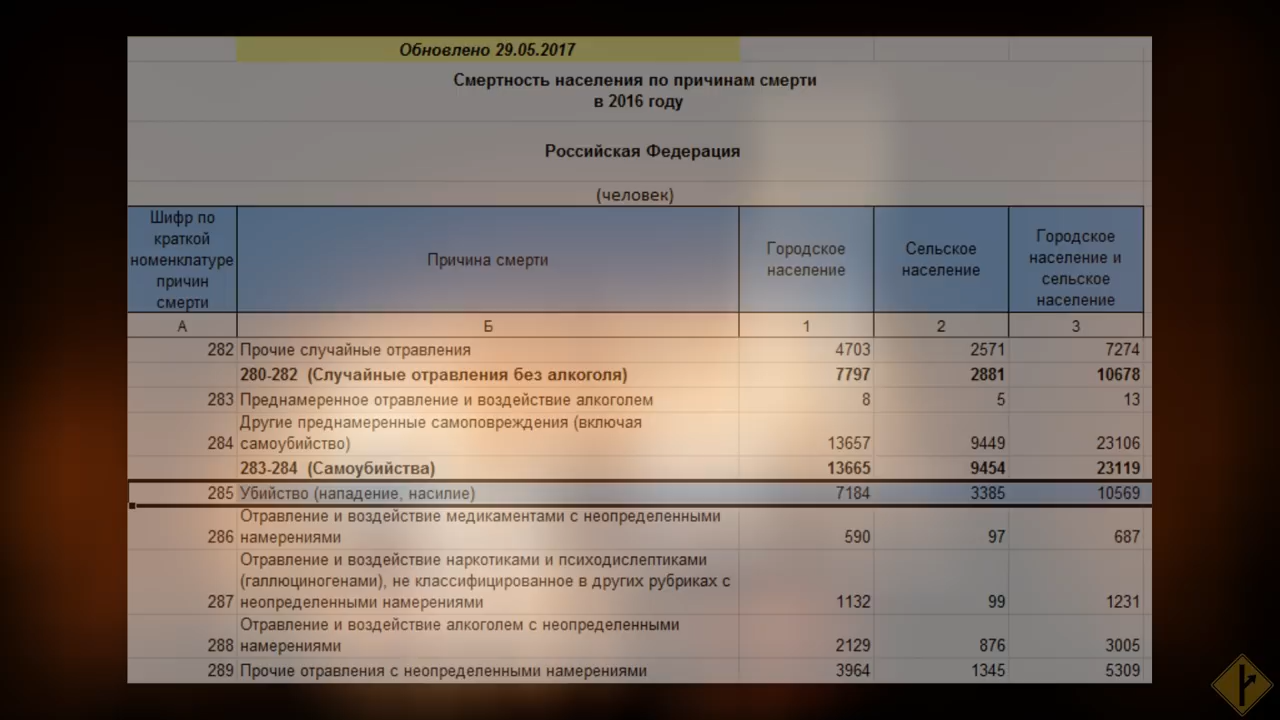 Обновлено 29.05.2017
Смертность населения по причинам смерти
в 2016 году
Российская Федерация
(человек)
Шифр по
краткой
номенклатуре
причин
смерти
Причина смерти
Городское
население
Сельское
население
Городское
население и
сельское
население
А Б 1 2 3
282 Прочие случайные отравления 4703 2571 7274
280-282 (Случайные отравления без алкоголя) 7797 2881 10678
283 Преднамеренное отравление и воздействие алкоголем 8 5 13
Другие преднамеренные самоповреждения (включая
284 самоубийство) 13657 9449 23106
283-284 (Самоубийства) 13665 9454 23119
285 Убийство (нападение, насилие) 7184 3385 10569
Отравление и воздействие медикаментами с неопределенными
286 намерениями 590 97 687
Отравление и воздействие наркотиками и психодислептиками
(галлюциногенами), не классифицированное в других рубриках с
287 неопределенными намерениями 1132 99 1231
Отравление и воздействие алкоголем с неопределенными
288 намерениями 2129 876 3005
289 Прочие отравления с неопределенными намерениями 3964 1345 5309